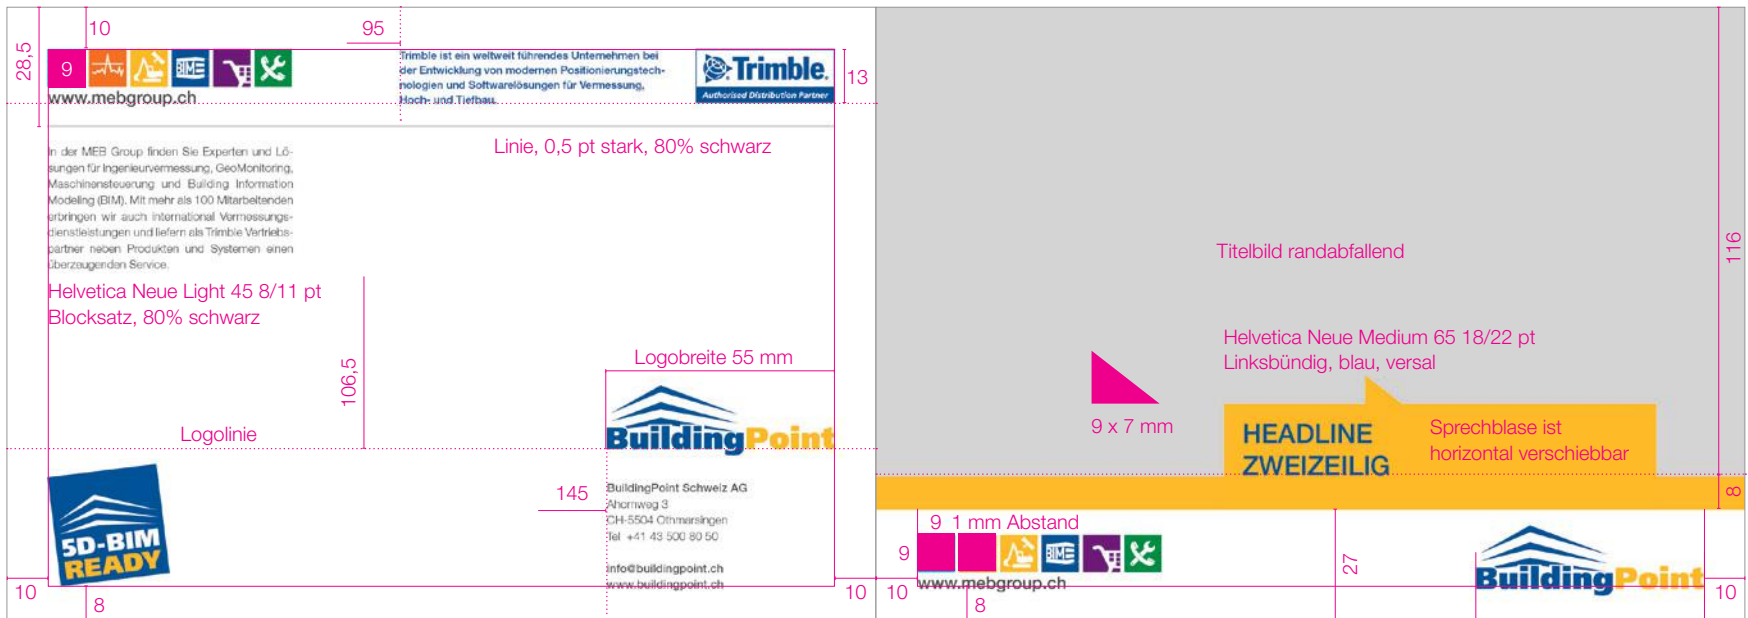 10
95
28,5
9
BIME
www.mebgroup.ch
Trimble ist ein weltweit führendes Unternehmen bei
der Entwicklung von modernen Positionierungstech-
nologien und Softwarelösungen für Vermessung,
Hoch- und Tiefbau.
Trimble.
Authorised Distribution Partner
13
Linie, 0,5 pt stark, 80% schwarz
In der MEB Group finden Sie Experten und Lö-
sungen für Ingenieurvermessung, GeoMonitoring,
Maschinensteuerung und Building Information
Modeling (BIM). Mit mehr als 100 Mitarbeitenden
erbringen wir auch international Vermessungs-
dienstleistungen und liefern als Trimble Vertriebs-
partner neben Produkten und Systemen einen
überzeugenden Service.
Helvetica Neue Light 45 8/11 pt
Blocksatz, 80% schwarz
106,5
Logobreite 55 mm
BuildingPoint
Logolinie
5D-BIM
READY
145
BuildingPoint Schweiz AG
Ahornweg 3
CH-5504 Othmarsingen
Tel +41 43 500 80 50
info@buildingpoint.ch
www.buildingpoint.ch
10
8
10
Titelbild randabfallend
116
Helvetica Neue Medium 65 18/22 pt
Linksbündig, blau, versal
9 x 7 mm
HEADLINE
ZWEIZEILIG
Sprechblase ist
horizontal verschiebbar
8
9 1 mm Abstand
9
BIME
www.mebgroup.ch
27
BuildingPoint
10
8
10